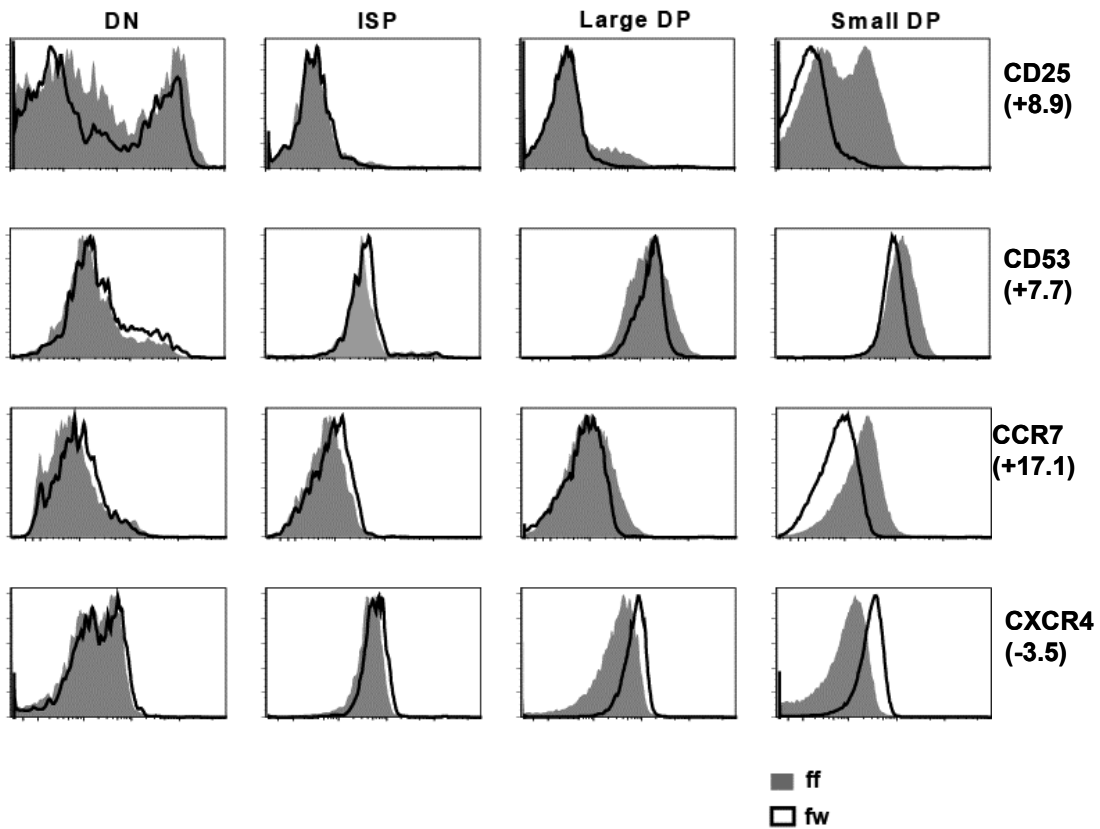 DN ISP Large DP Small DP
CD25
(+8.9)
CD53
(+7.7)
CCR7
(+17.1)
CXCR4
(-3.5)
ff
fw